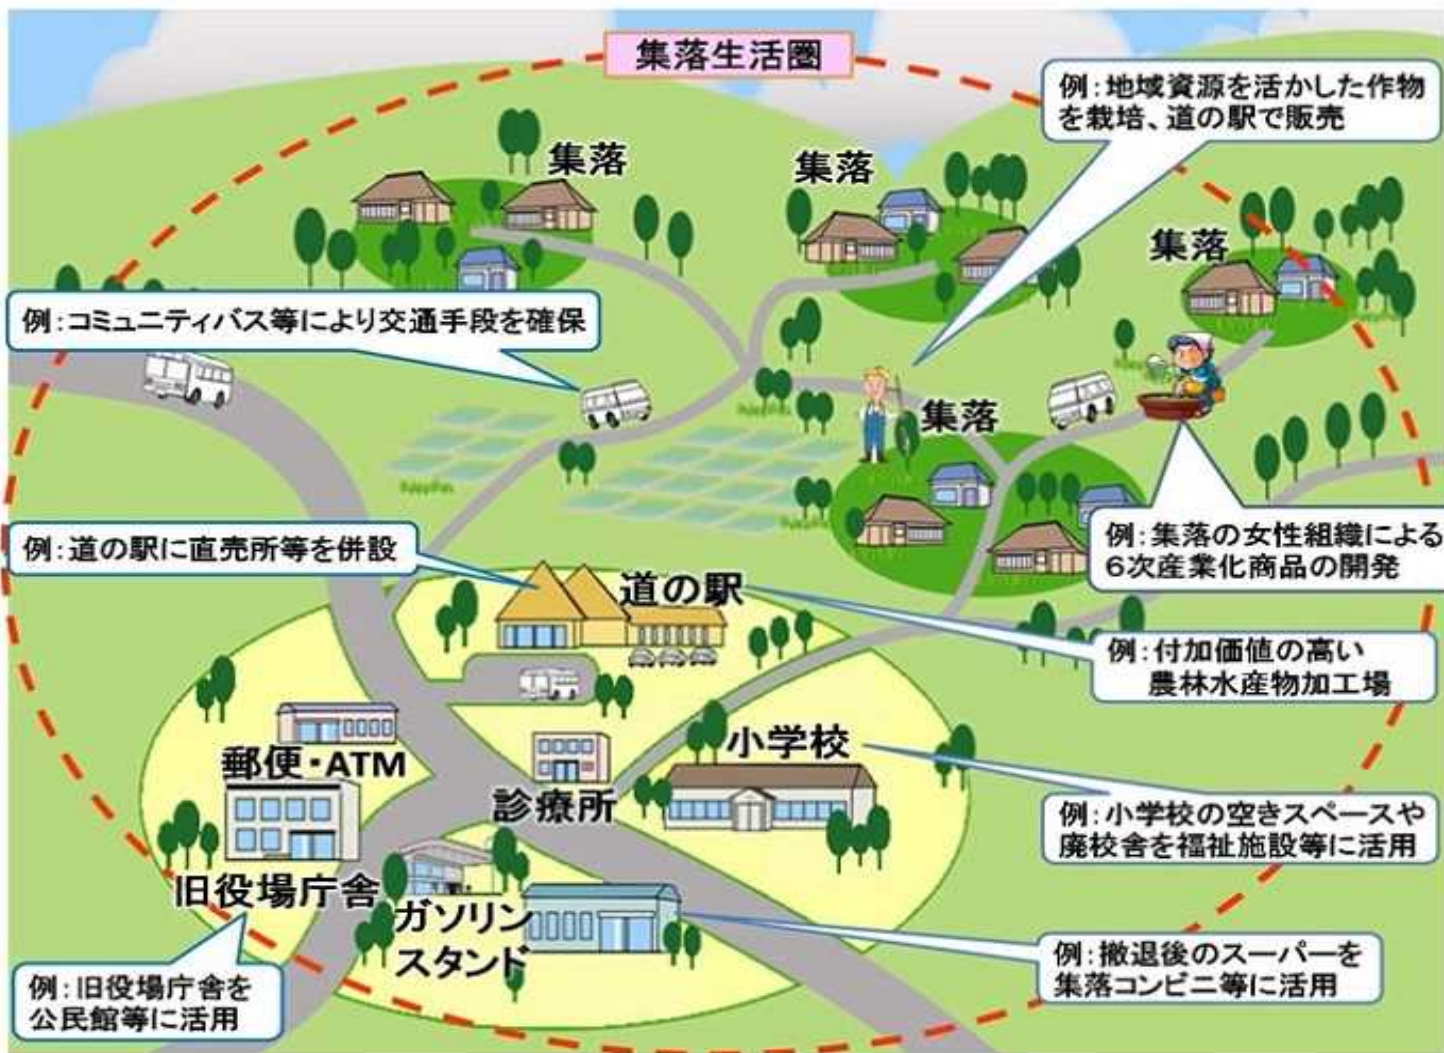 集落生活圏
例：地域資源を活かした作物
を栽培、道の駅で販売
集落
集落
集落
例：コミュニティバス等により交通手段を確保
集落
例：集落の女性組織による
６次産業化商品の開発
例：道の駅に直売所等を併設
道の駅
例：付加価値の高い
農林水産物加工場
郵便・ATM
小学校
診療所
例：小学校の空きスペースや
廃校舎を福祉施設等に活用
旧役場庁舎
ガソリン
スタンド
例：撤退後のスーパーを
集落コンビニ等に活用
例：旧役場庁舎を
公民館等に活用